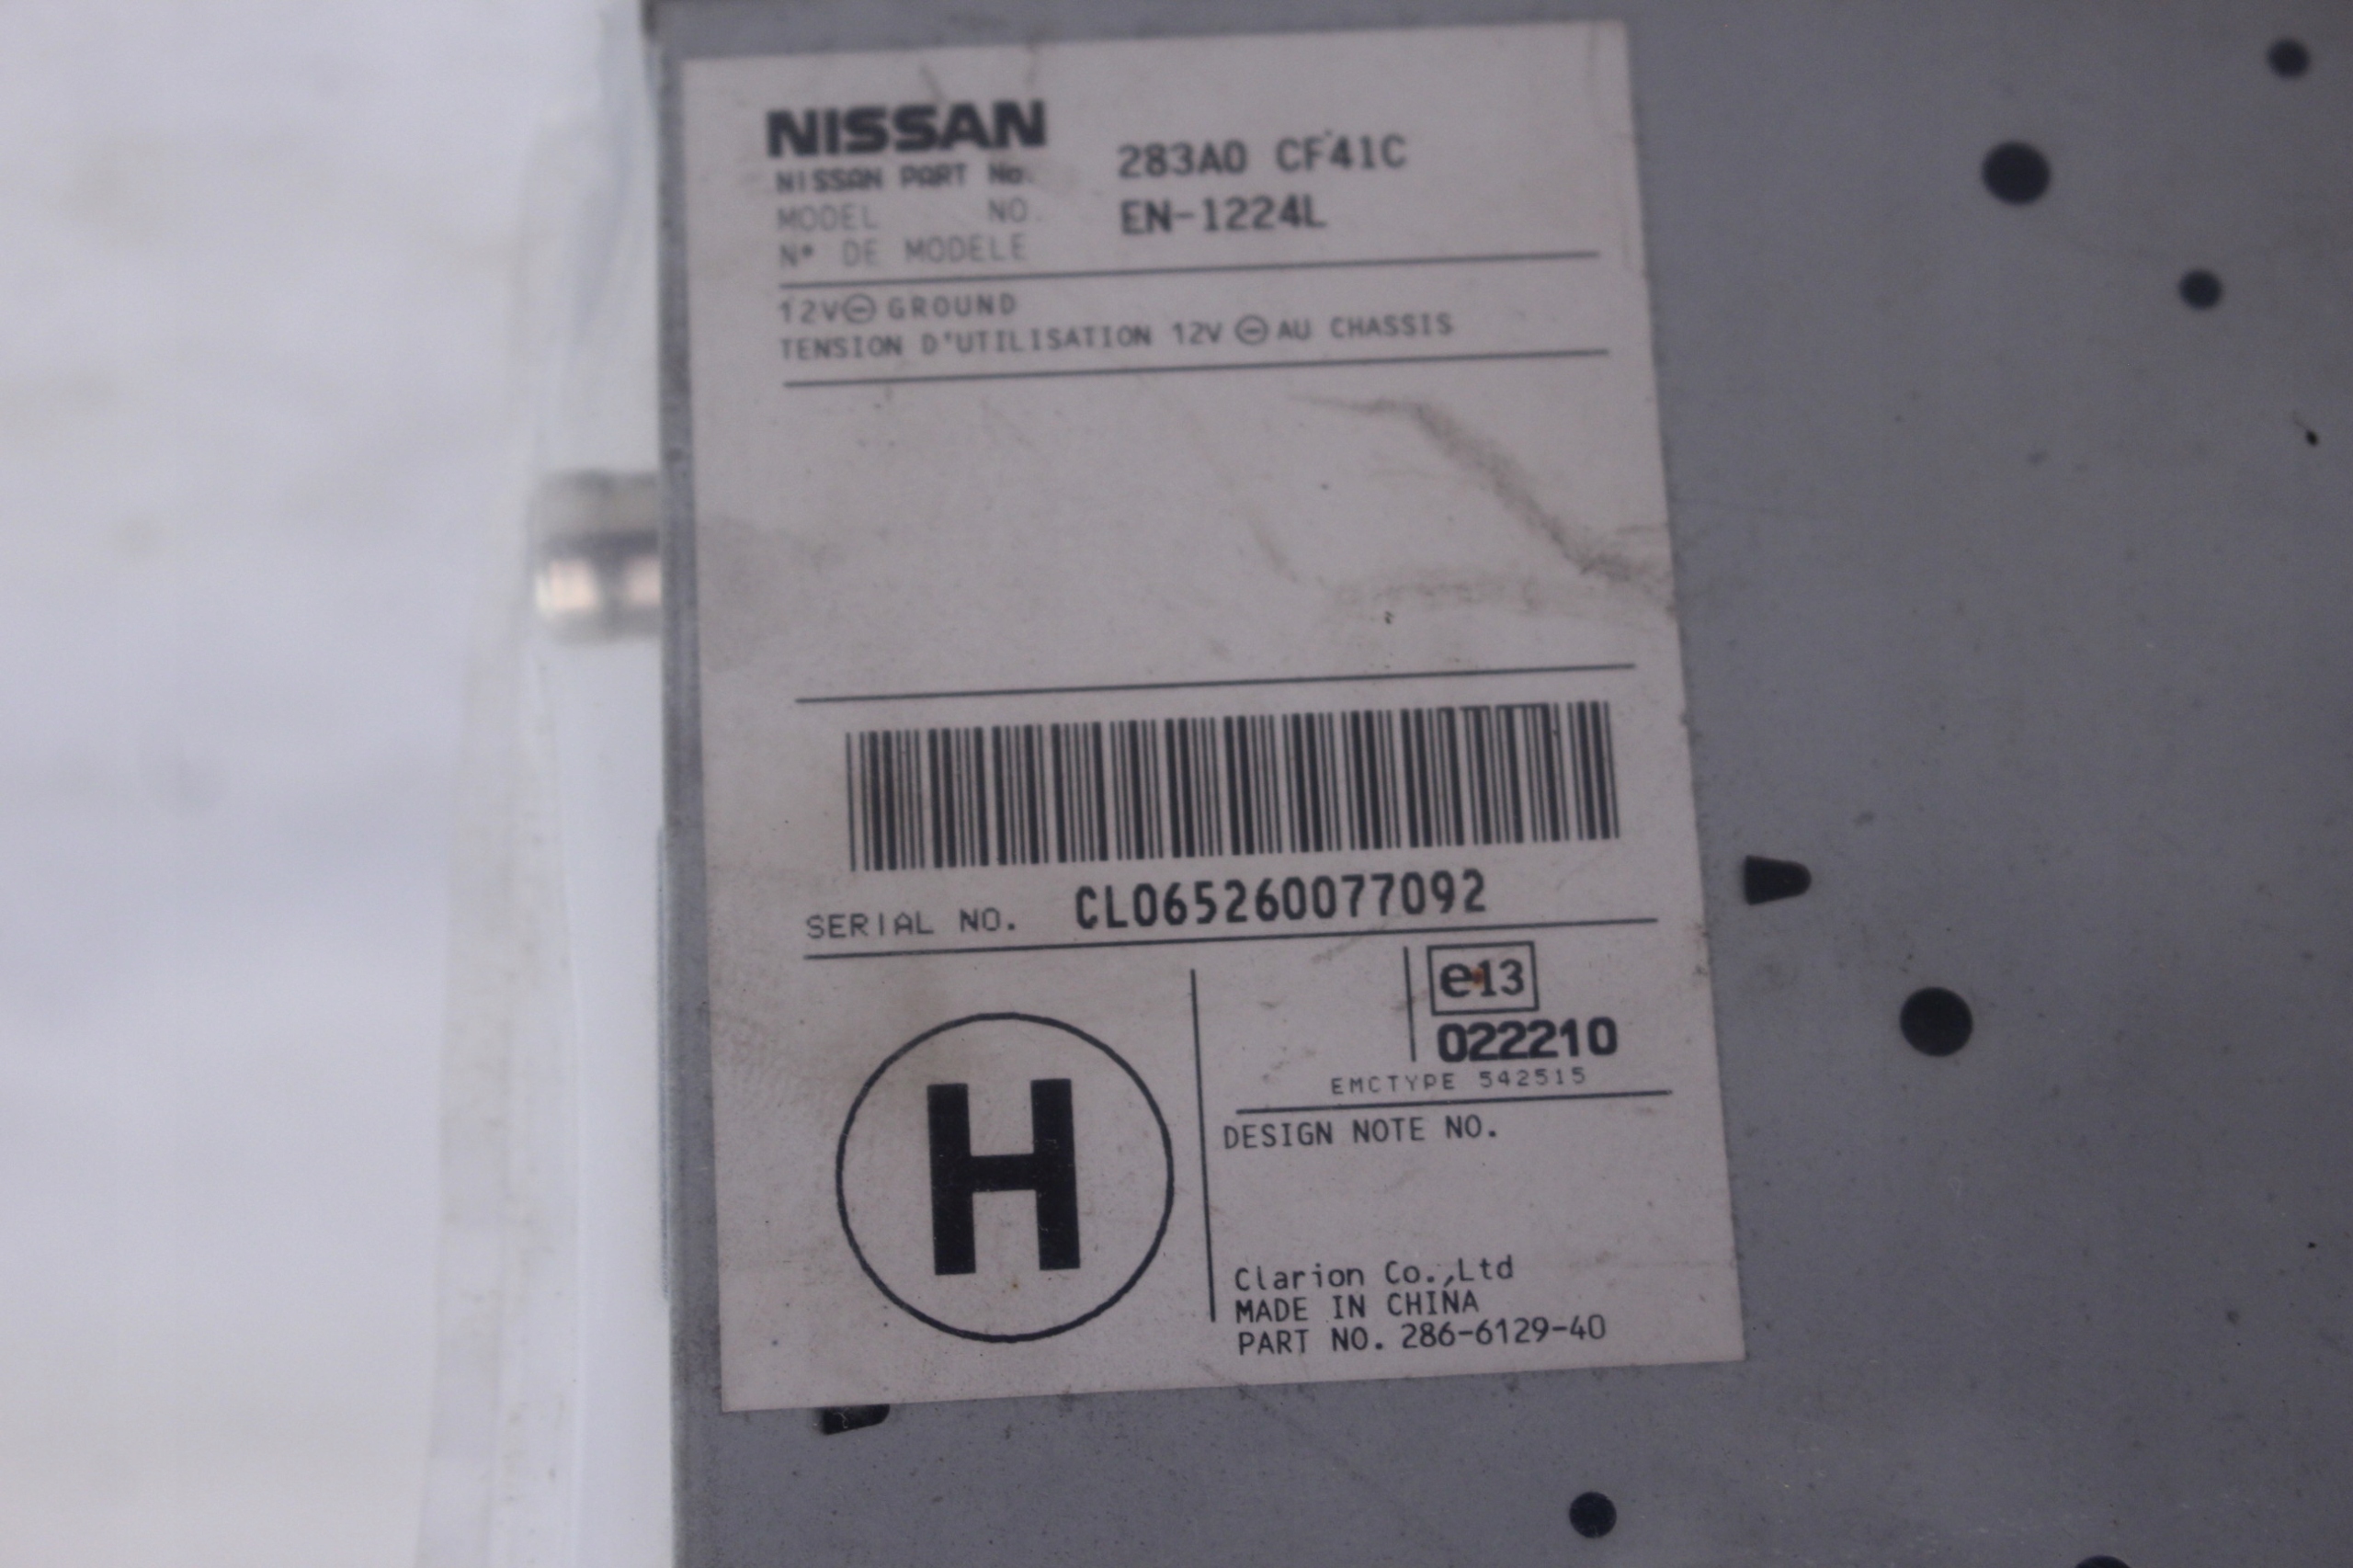 NISSAN
NISSAN PART No. 283A0 CF41C
MODEL NO. EN-1224L
N° DE MODELE
12V⊖GROUND
TENSION D'UTILISATION 12V ⊖ AU CHASSIS
SERIAL NO. CL065260077092
e13
022210
EMCTYPE 542515
DESIGN NOTE NO.
H
Clarion Co.,Ltd
MADE IN CHINA
PART NO. 286-6129-40